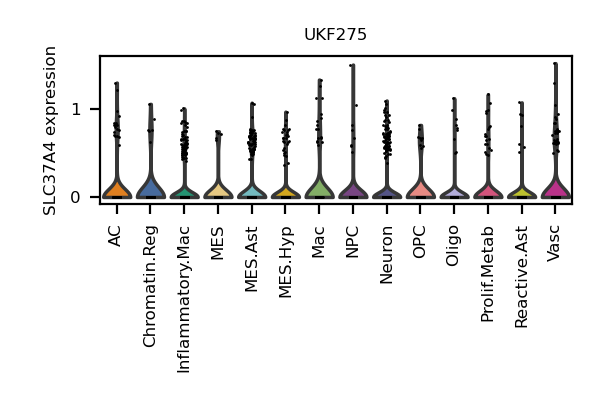 UKF275
SLC37A4 expression
1
0
AC
Chromatin.Reg
Inflammatory.Mac
MES
MES.Ast
MES.Hyp
Mac
NPC
Neuron
OPC
Oligo
Prolif.Metab
Reactive.Ast
Vasc